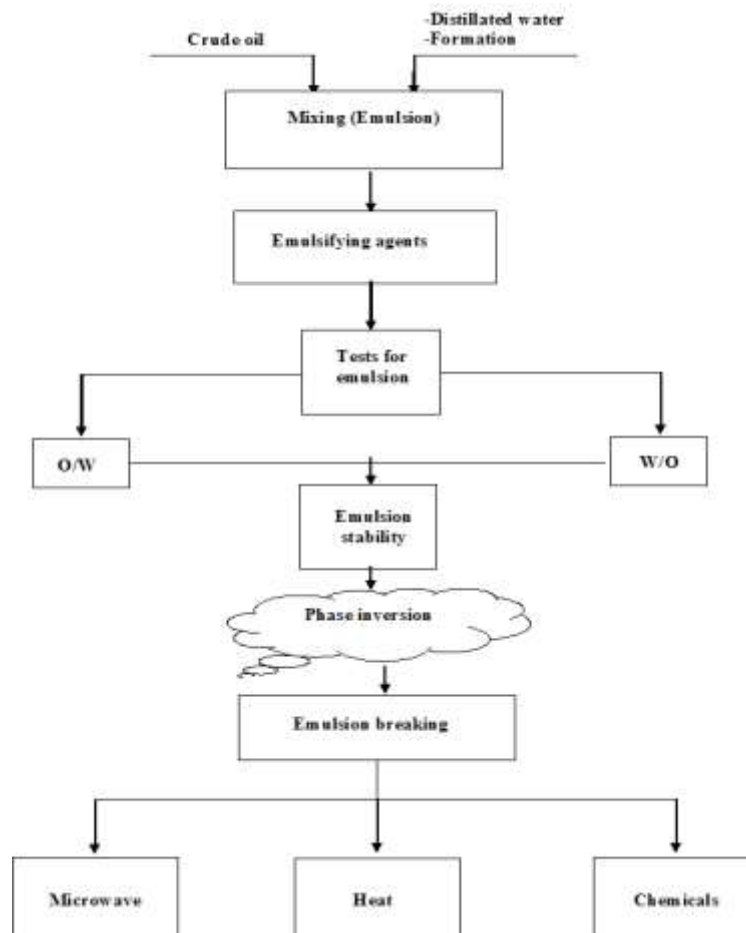 Crude oil
-Distillated water
-Formation
Mixing (Emulsion)
Emulsifying agents
Tests for
emulsion
O/W
W/O
Emulsion
stability
Phase inversion
Emulsion breaking
Microwave
Heat
Chemicals